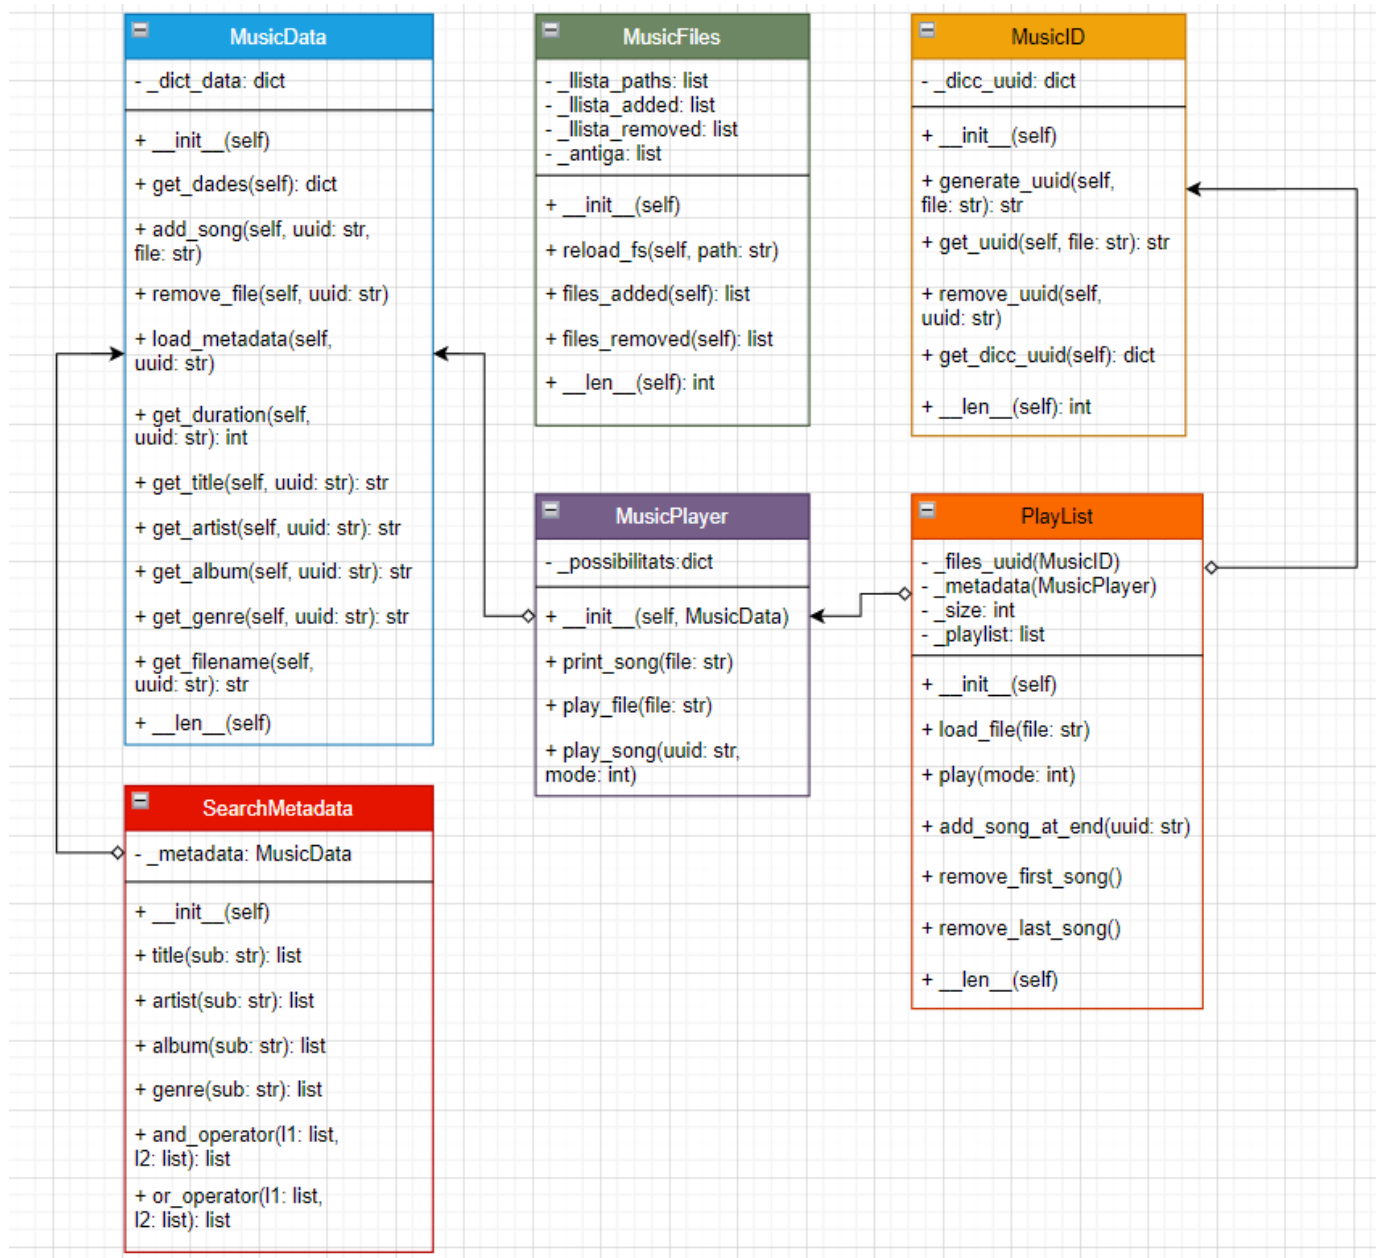 MusicData
- _dict_data: dict
+ __init__(self)
+ get_dades(self): dict
+ add_song(self, uuid: str,
file: str)
+ remove_file(self, uuid: str)
+ load_metadata(self,
uuid: str)
+ get_duration(self,
uuid: str): int
+ get_title(self, uuid: str): str
+ get_artist(self, uuid: str): str
+ get_album(self, uuid: str): str
+ get_genre(self, uuid: str): str
+ get_filename(self,
uuid: str): str
+ __len__(self)
MusicFiles
- _llista_paths: list
- _llista_added: list
- _llista_removed: list
- _antiga: list
+ __init__(self)
+ reload_fs(self, path: str)
+ files_added(self): list
+ files_removed(self): list
+ __len__(self): int
MusicID
- _dicc_uuid: dict
+ __init__(self)
+ generate_uuid(self,
file: str): str
+ get_uuid(self, file: str): str
+ remove_uuid(self,
uuid: str)
+ get_dicc_uuid(self): dict
+ __len__(self): int
MusicPlayer
- _possibilitats:dict
+ __init__(self, MusicData)
+ print_song(file: str)
+ play_file(file: str)
+ play_song(uuid: str,
mode: int)
PlayList
- _files_uuid(MusicID)
- _metadata(MusicPlayer)
- _size: int
- _playlist: list
+ __init__(self)
+ load_file(file: str)
+ play(mode: int)
+ add_song_at_end(uuid: str)
+ remove_first_song()
+ remove_last_song()
+ __len__(self)
SearchMetadata
- _metadata: MusicData
+ __init__(self)
+ title(sub: str): list
+ artist(sub: str): list
+ album(sub: str): list
+ genre(sub: str): list
+ and_operator(l1: list,
l2: list): list
+ or_operator(l1: list,
l2: list): list